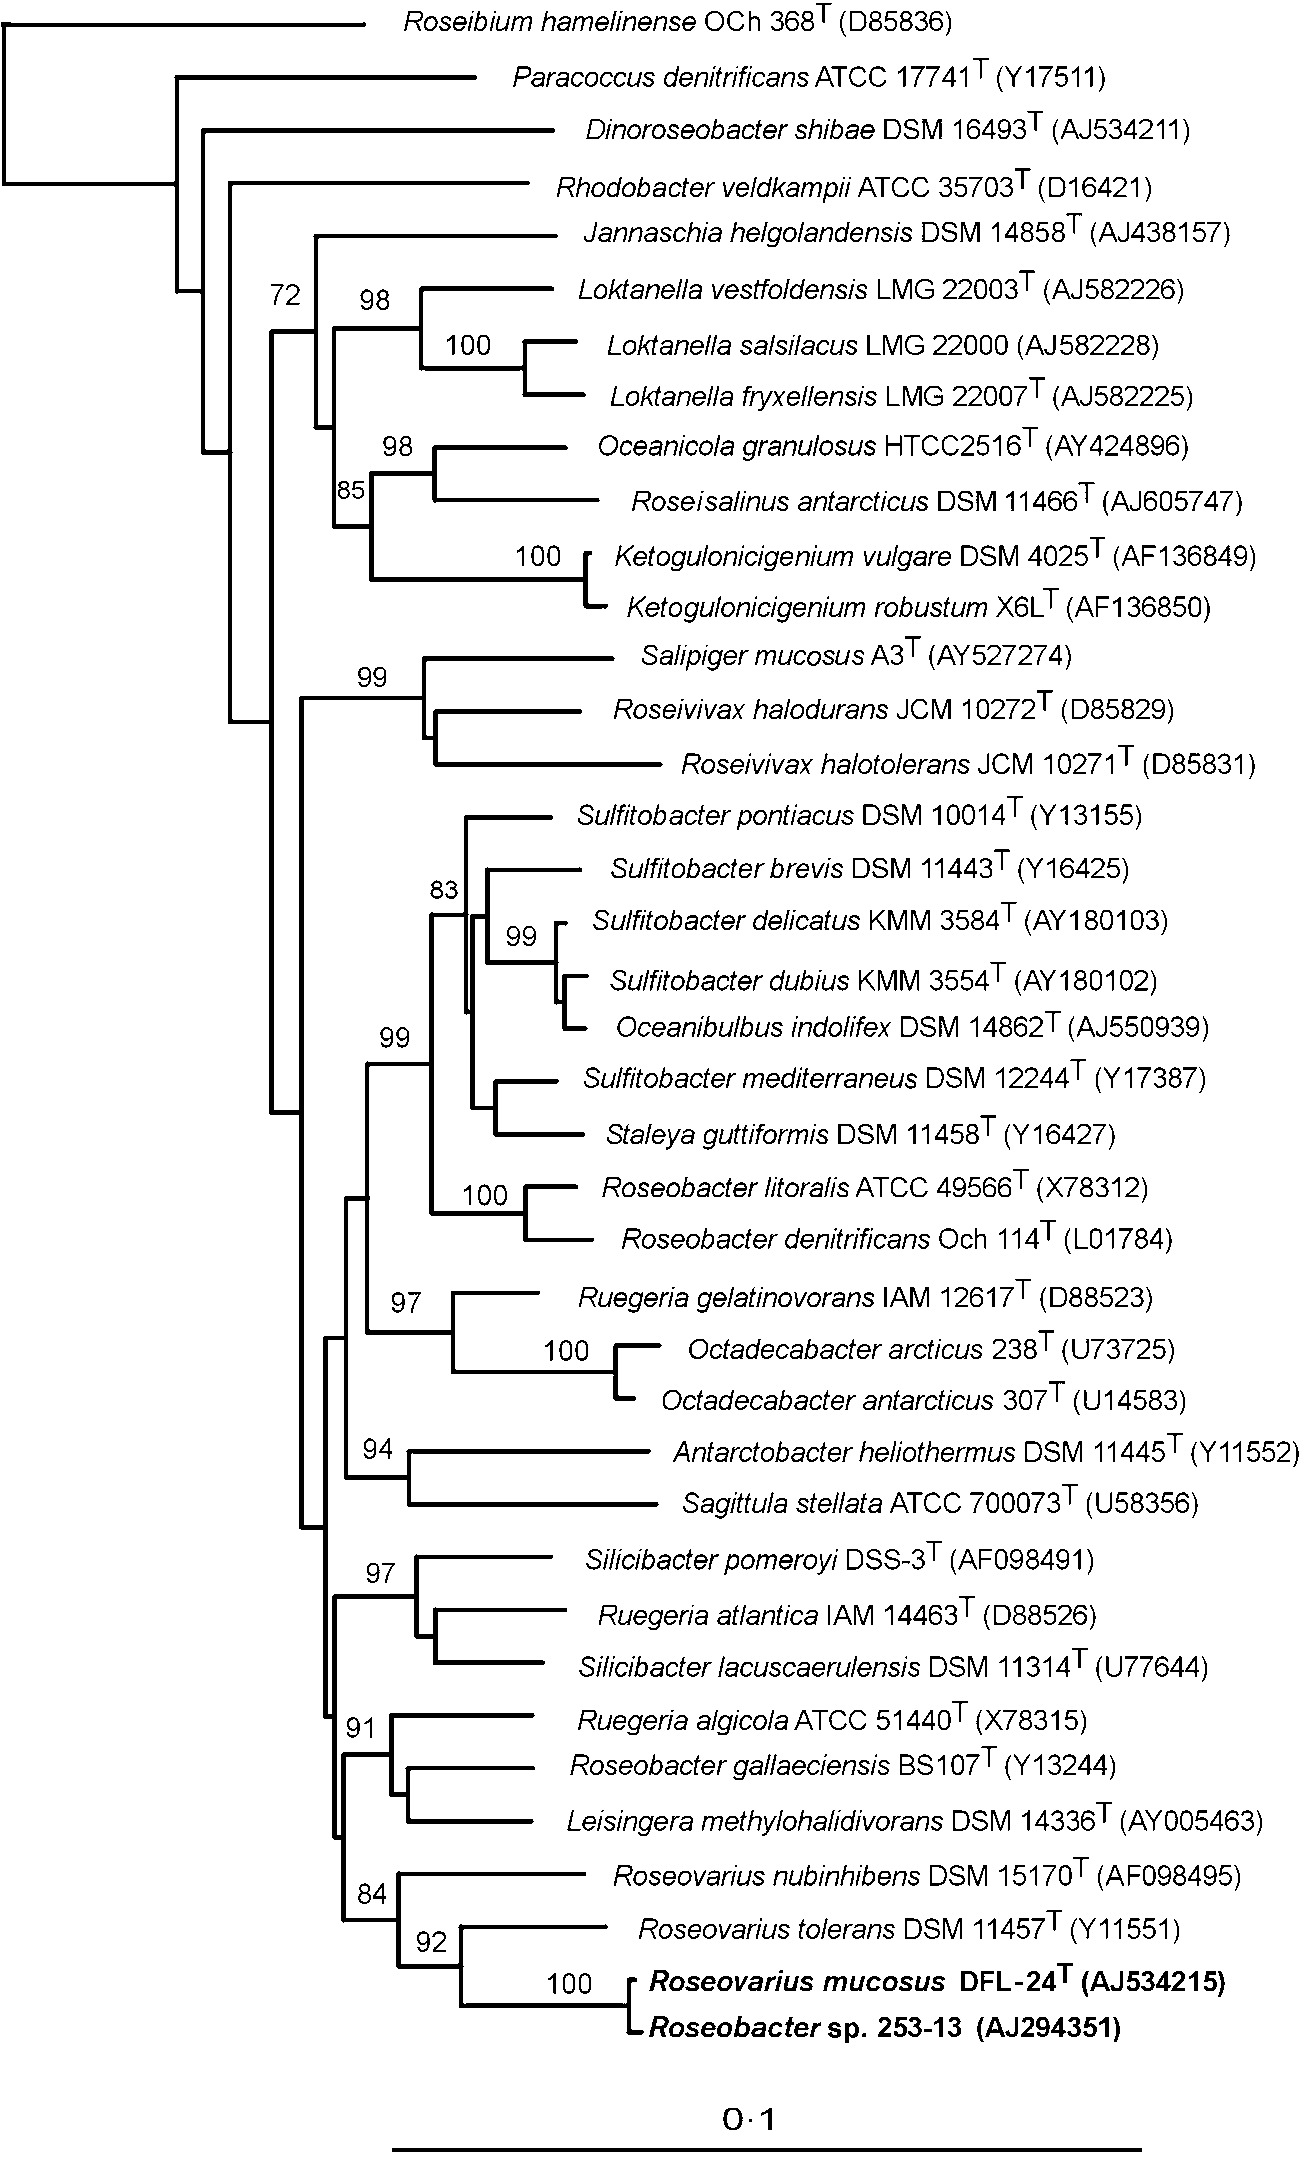 Roseibium hamelinense OCh 368T (D85836)
Paracoccus denitrificans ATCC 17741T (Y17511)
Dinoroseobacter shibae DSM 16493T (AJ534211)
Rhodobacter veldkampii ATCC 35703T (D16421)
Jannaschia helgolandensis DSM 14858T (AJ438157)
72
98
Loktanella vestfoldensis LMG 22003T (AJ582226)
100
Loktanella salsilacus LMG 22000 (AJ582228)
Loktanella fryxellensis LMG 22007T (AJ582225)
98
Oceanicola granulosus HTCC2516T (AY424896)
85
Roseisalinus antarcticus DSM 11466T (AJ605747)
100
Ketogulonicigenium vulgare DSM 4025T (AF136849)
Ketogulonicigenium robustum X6LT (AF136850)
Salipiger mucosus A3T (AY527274)
99
Roseivivax halodurans JCM 10272T (D85829)
Roseivivax halotolerans JCM 10271T (D85831)
Sulfitobacter pontiacus DSM 10014T (Y13155)
Sulfitobacter brevis DSM 11443T (Y16425)
83
Sulfitobacter delicatus KMM 3584T (AY180103)
99
Sulfitobacter dubius KMM 3554T (AY180102)
Oceanibulbus indolifex DSM 14862T (AJ550939)
99
Sulfitobacter mediterraneus DSM 12244T (Y17387)
Staleya guttiformis DSM 11458T (Y16427)
100
Roseobacter litoralis ATCC 49566T (X78312)
Roseobacter denitrificans Och 114T (L01784)
97
Ruegeria gelatinovorans IAM 12617T (D88523)
100
Octadecabacter arcticus 238T (U73725)
Octadecabacter antarcticus 307T (U14583)
94
Antarctobacter heliothermus DSM 11445T (Y11552)
Sagittula stellata ATCC 700073T (U58356)
97
Silicibacter pomeroyi DSS-3T (AF098491)
Ruegeria atlantica IAM 14463T (D88526)
Silicibacter lacuscaerulensis DSM 11314T (U77644)
91
Ruegeria algicola ATCC 51440T (X78315)
Roseobacter gallaeciensis BS107T (Y13244)
Leisingera methylohalidivorans DSM 14336T (AY005463)
84
Roseovarius nubinhibens DSM 15170T (AF098495)
92
Roseovarius tolerans DSM 11457T (Y11551)
100
Roseovarius mucosus DFL-24T (AJ534215)
Roseobacter sp. 253-13 (AJ294351)
0·1